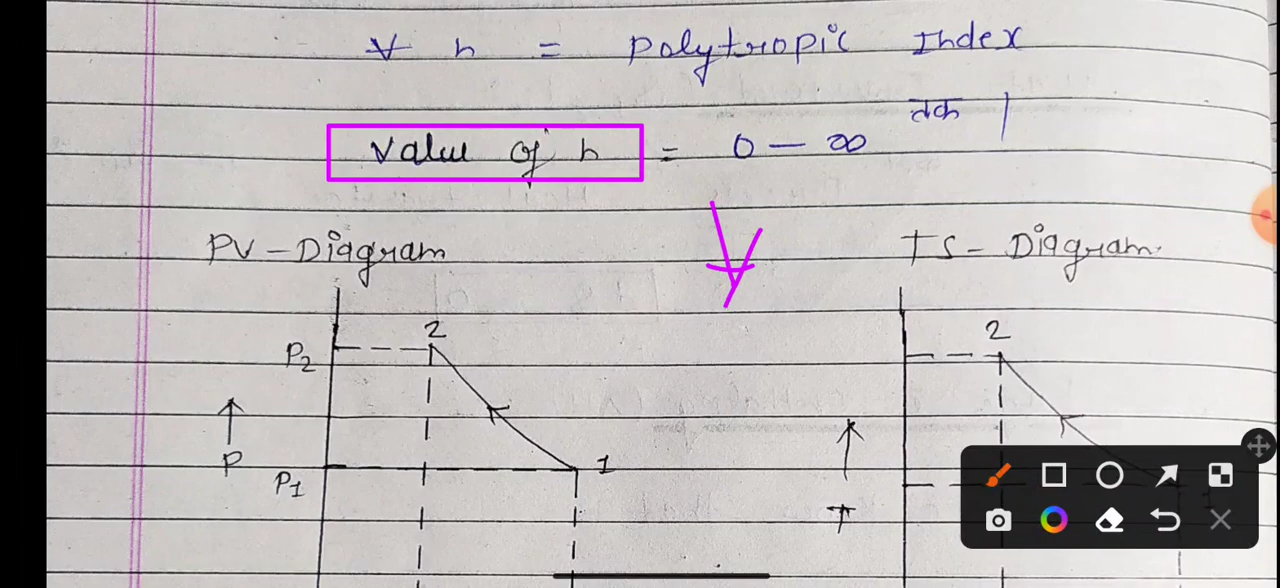 ∀ n = Polytropic Index
Value of n = 0 – ∞ तक ।
PV - Diagram
TS - Diagram
2
2
P2
↑
P
1
P1
↑
T